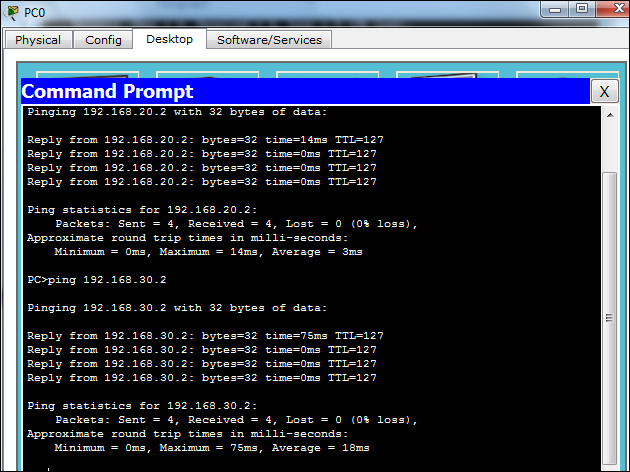 PC0
Physical Config Desktop Software/Services
Command Prompt X
Pinging 192.168.20.2 with 32 bytes of data:
Reply from 192.168.20.2: bytes=32 time=14ms TTL=127
Reply from 192.168.20.2: bytes=32 time=0ms TTL=127
Reply from 192.168.20.2: bytes=32 time=0ms TTL=127
Reply from 192.168.20.2: bytes=32 time=0ms TTL=127
Ping statistics for 192.168.20.2:
Packets: Sent = 4, Received = 4, Lost = 0 (0% loss),
Approximate round trip times in milli-seconds:
Minimum = 0ms, Maximum = 14ms, Average = 3ms
PC>ping 192.168.30.2
Pinging 192.168.30.2 with 32 bytes of data:
Reply from 192.168.30.2: bytes=32 time=75ms TTL=127
Reply from 192.168.30.2: bytes=32 time=0ms TTL=127
Reply from 192.168.30.2: bytes=32 time=0ms TTL=127
Reply from 192.168.30.2: bytes=32 time=0ms TTL=127
Ping statistics for 192.168.30.2:
Packets: Sent = 4, Received = 4, Lost = 0 (0% loss),
Approximate round trip times in milli-seconds:
Minimum = 0ms, Maximum = 75ms, Average = 18ms